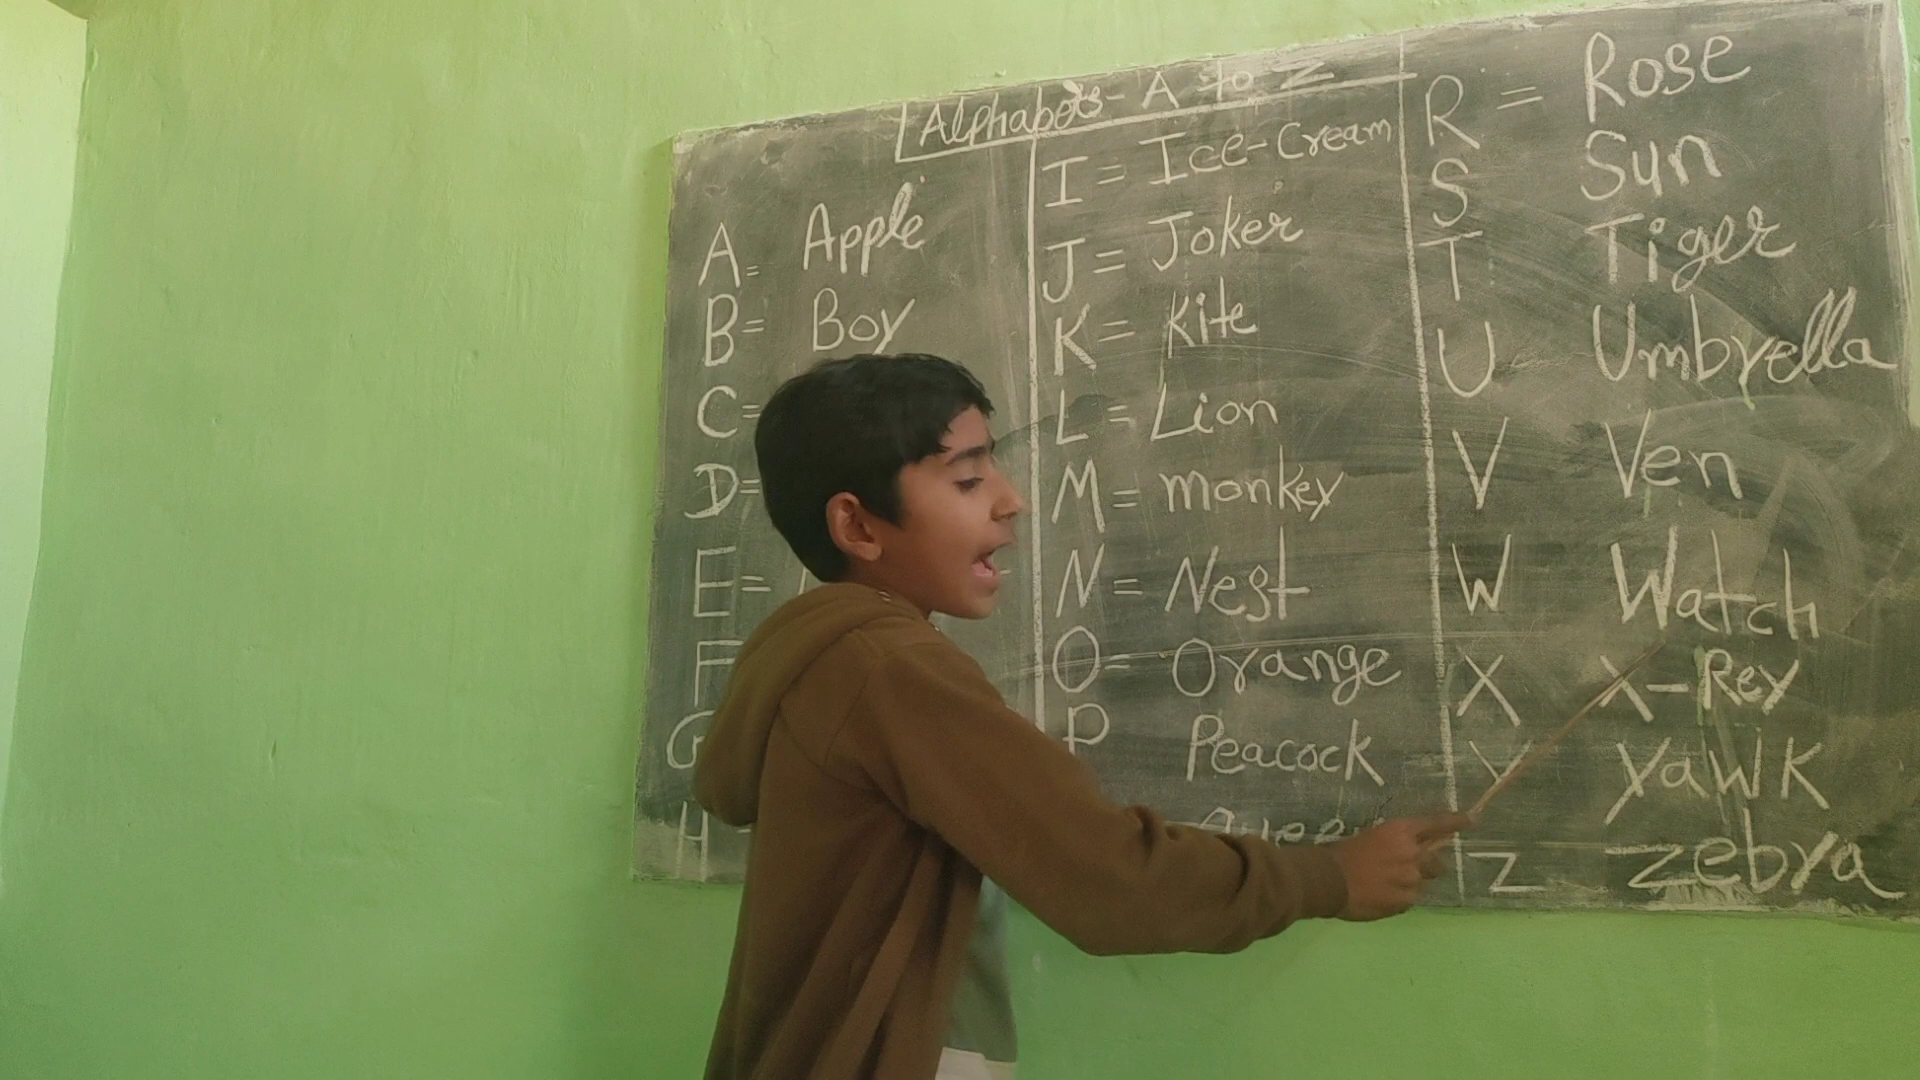 Alphabets - A to Z
A = Apple
B = Boy
C =
D =
E =
F
G
H
I = Ice-Cream
J = Joker
K = Kite
L = Lion
M = monkey
N = Nest
O = Orange
P Peacock
Queen
R = Rose
S Sun
T Tiger
U Umbrella
V Ven
W Watch
X X-Rey
Y Yawk
Z Zebra